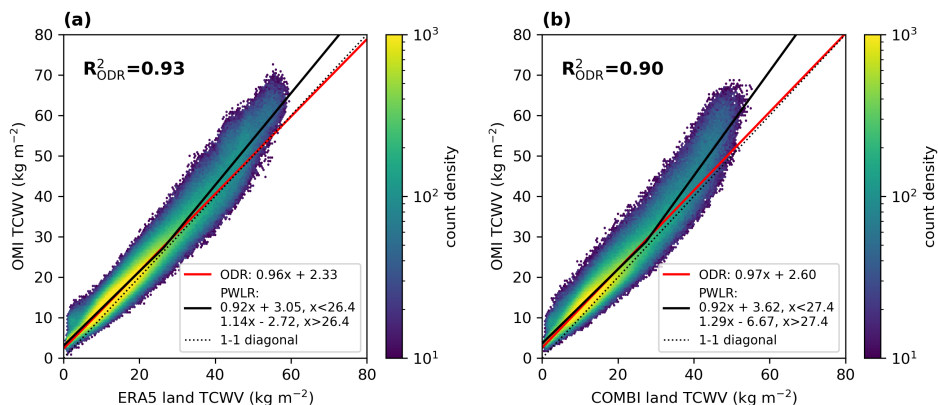 (a)
R²ODR=0.93
OMI TCWV (kg m⁻²)
80
70
60
50
40
30
20
10
0
0 20 40 60 80
ERA5 land TCWV (kg m⁻²)
ODR: 0.96x + 2.33
PWLR:
0.92x + 3.05, x<26.4
1.14x - 2.72, x>26.4
1-1 diagonal
10³
10²
10¹
count density
(b)
R²ODR=0.90
OMI TCWV (kg m⁻²)
80
70
60
50
40
30
20
10
0
0 20 40 60 80
COMBI land TCWV (kg m⁻²)
ODR: 0.97x + 2.60
PWLR:
0.92x + 3.62, x<27.4
1.29x - 6.67, x>27.4
1-1 diagonal
10³
10²
10¹
count density